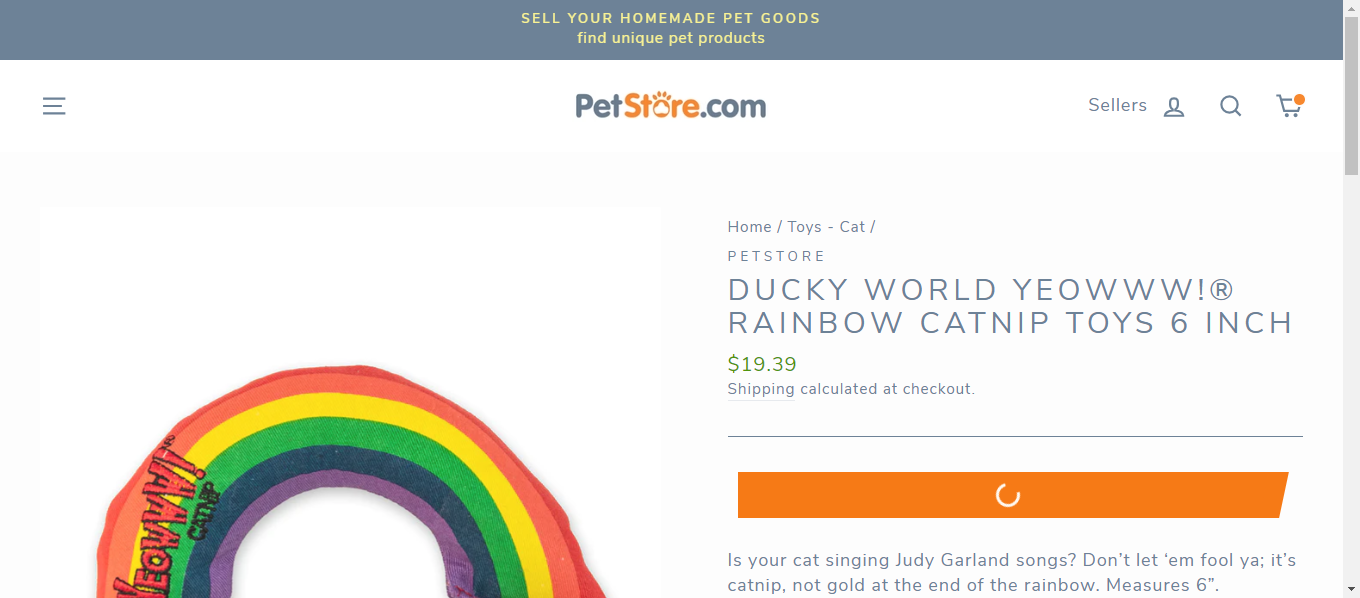 SELL YOUR HOMEMADE PET GOODS
find unique pet products
PetStore.com
Sellers
Home / Toys - Cat /
PETSTORE
DUCKY WORLD YEOWWW!®
RAINBOW CATNIP TOYS 6 INCH
$19.39
Shipping calculated at checkout.
YEOWWW!®
CATNIP
Is your cat singing Judy Garland songs? Don’t let ‘em fool ya; it’s
catnip, not gold at the end of the rainbow. Measures 6”.